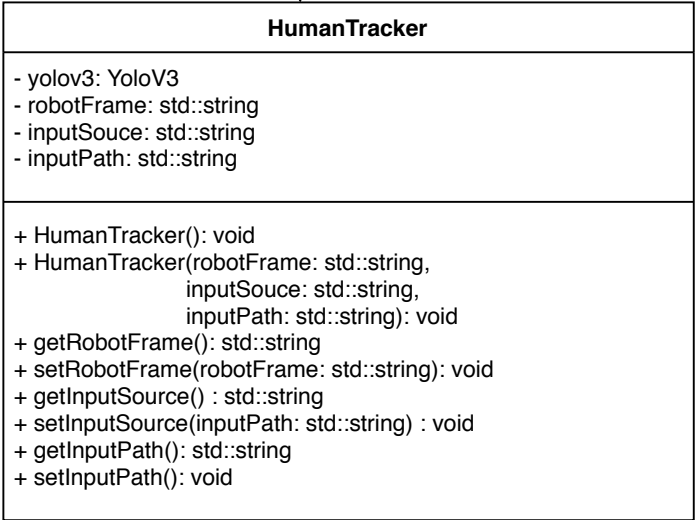 HumanTracker
- yolov3: YoloV3
- robotFrame: std::string
- inputSouce: std::string
- inputPath: std::string
+ HumanTracker(): void
+ HumanTracker(robotFrame: std::string,
inputSouce: std::string,
inputPath: std::string): void
+ getRobotFrame(): std::string
+ setRobotFrame(robotFrame: std::string): void
+ getInputSource() : std::string
+ setInputSource(inputPath: std::string) : void
+ getInputPath(): std::string
+ setInputPath(): void